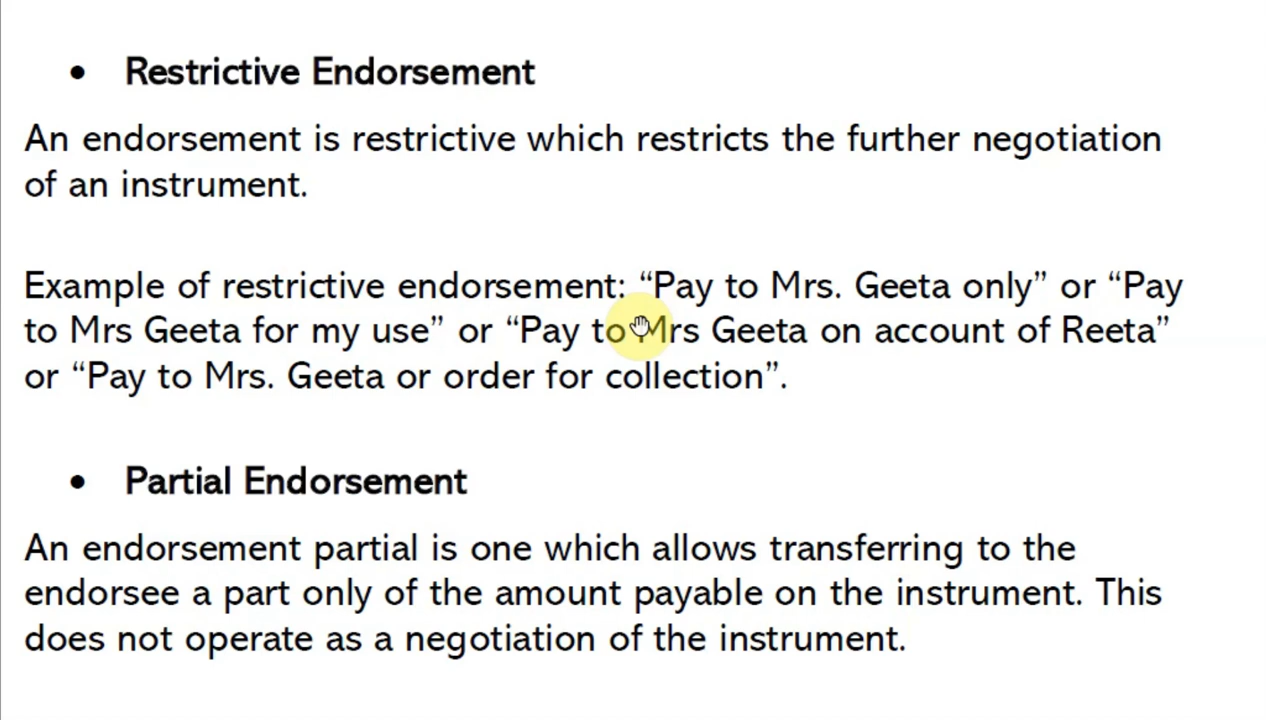 • Restrictive Endorsement
An endorsement is restrictive which restricts the further negotiation
of an instrument.
Example of restrictive endorsement: “Pay to Mrs. Geeta only” or “Pay
to Mrs Geeta for my use” or “Pay to Mrs Geeta on account of Reeta”
or “Pay to Mrs. Geeta or order for collection”.
• Partial Endorsement
An endorsement partial is one which allows transferring to the
endorsee a part only of the amount payable on the instrument. This
does not operate as a negotiation of the instrument.